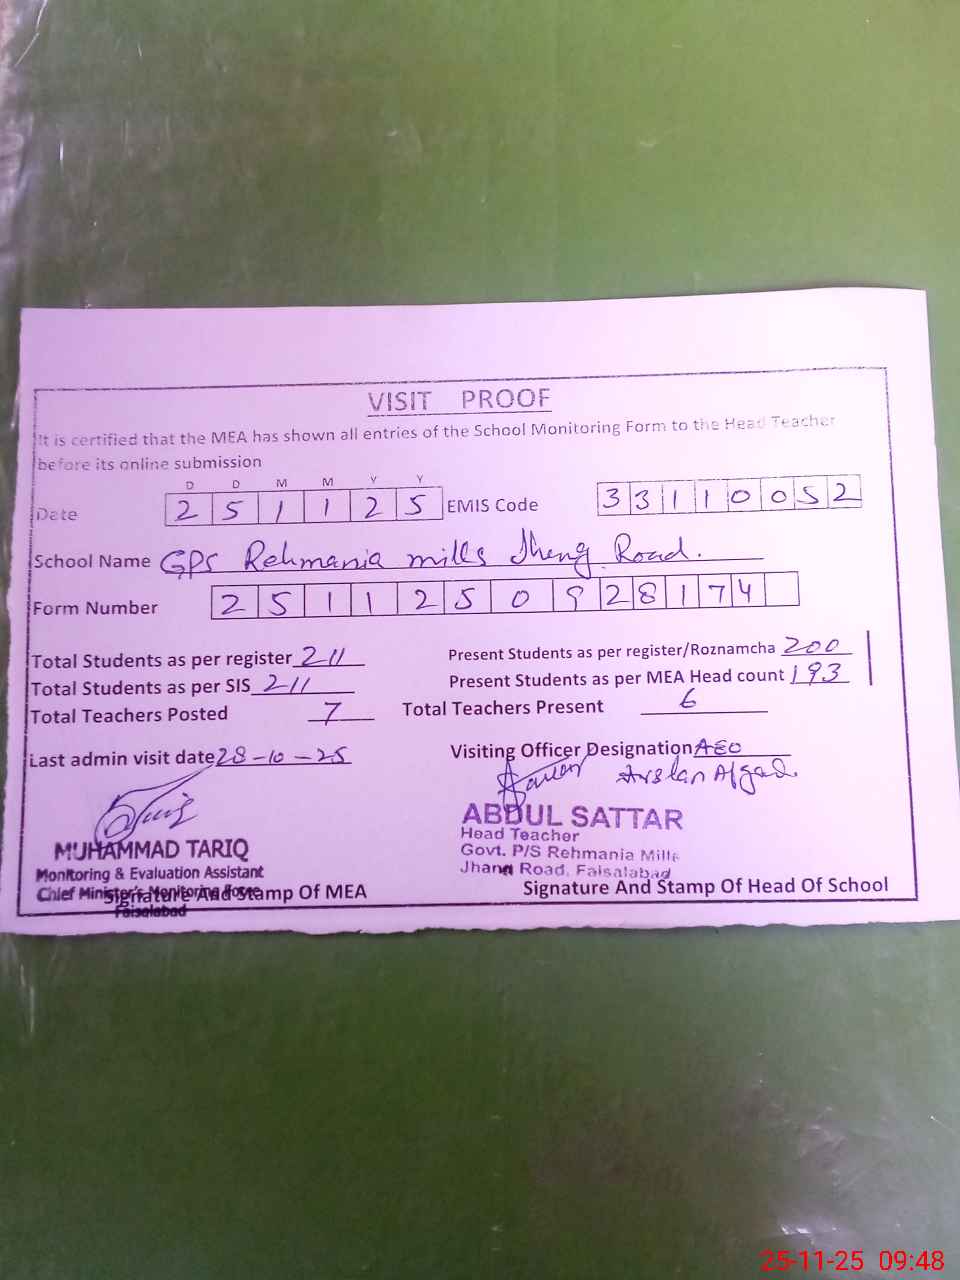 VISIT PROOF
It is certified that the MEA has shown all entries of the School Monitoring Form to the Head Teacher
before its online submission
D D M M Y Y
Date 2 5 1 1 2 5 EMIS Code 3 3 1 1 0 0 5 2
School Name GPS Rehmania mills Jhang Road.
Form Number 2 5 1 1 2 5 0 9 2 8 1 7 4
Total Students as per register 211 Present Students as per register/Roznamcha 200
Total Students as per SIS 211 Present Students as per MEA Head count 193
Total Teachers Posted 7 Total Teachers Present 6
Last admin visit date 28-10-25 Visiting Officer Designation AEO
Arslan Afzad
MUHAMMAD TARIQ
Monitoring & Evaluation Assistant
Chief Minister's Monitoring Force
Faisalabad
Signature And Stamp Of MEA
ABDUL SATTAR
Head Teacher
Govt. P/S Rehmania Mills
Jhang Road, Faisalabad
Signature And Stamp Of Head Of School
25-11-25 09:48